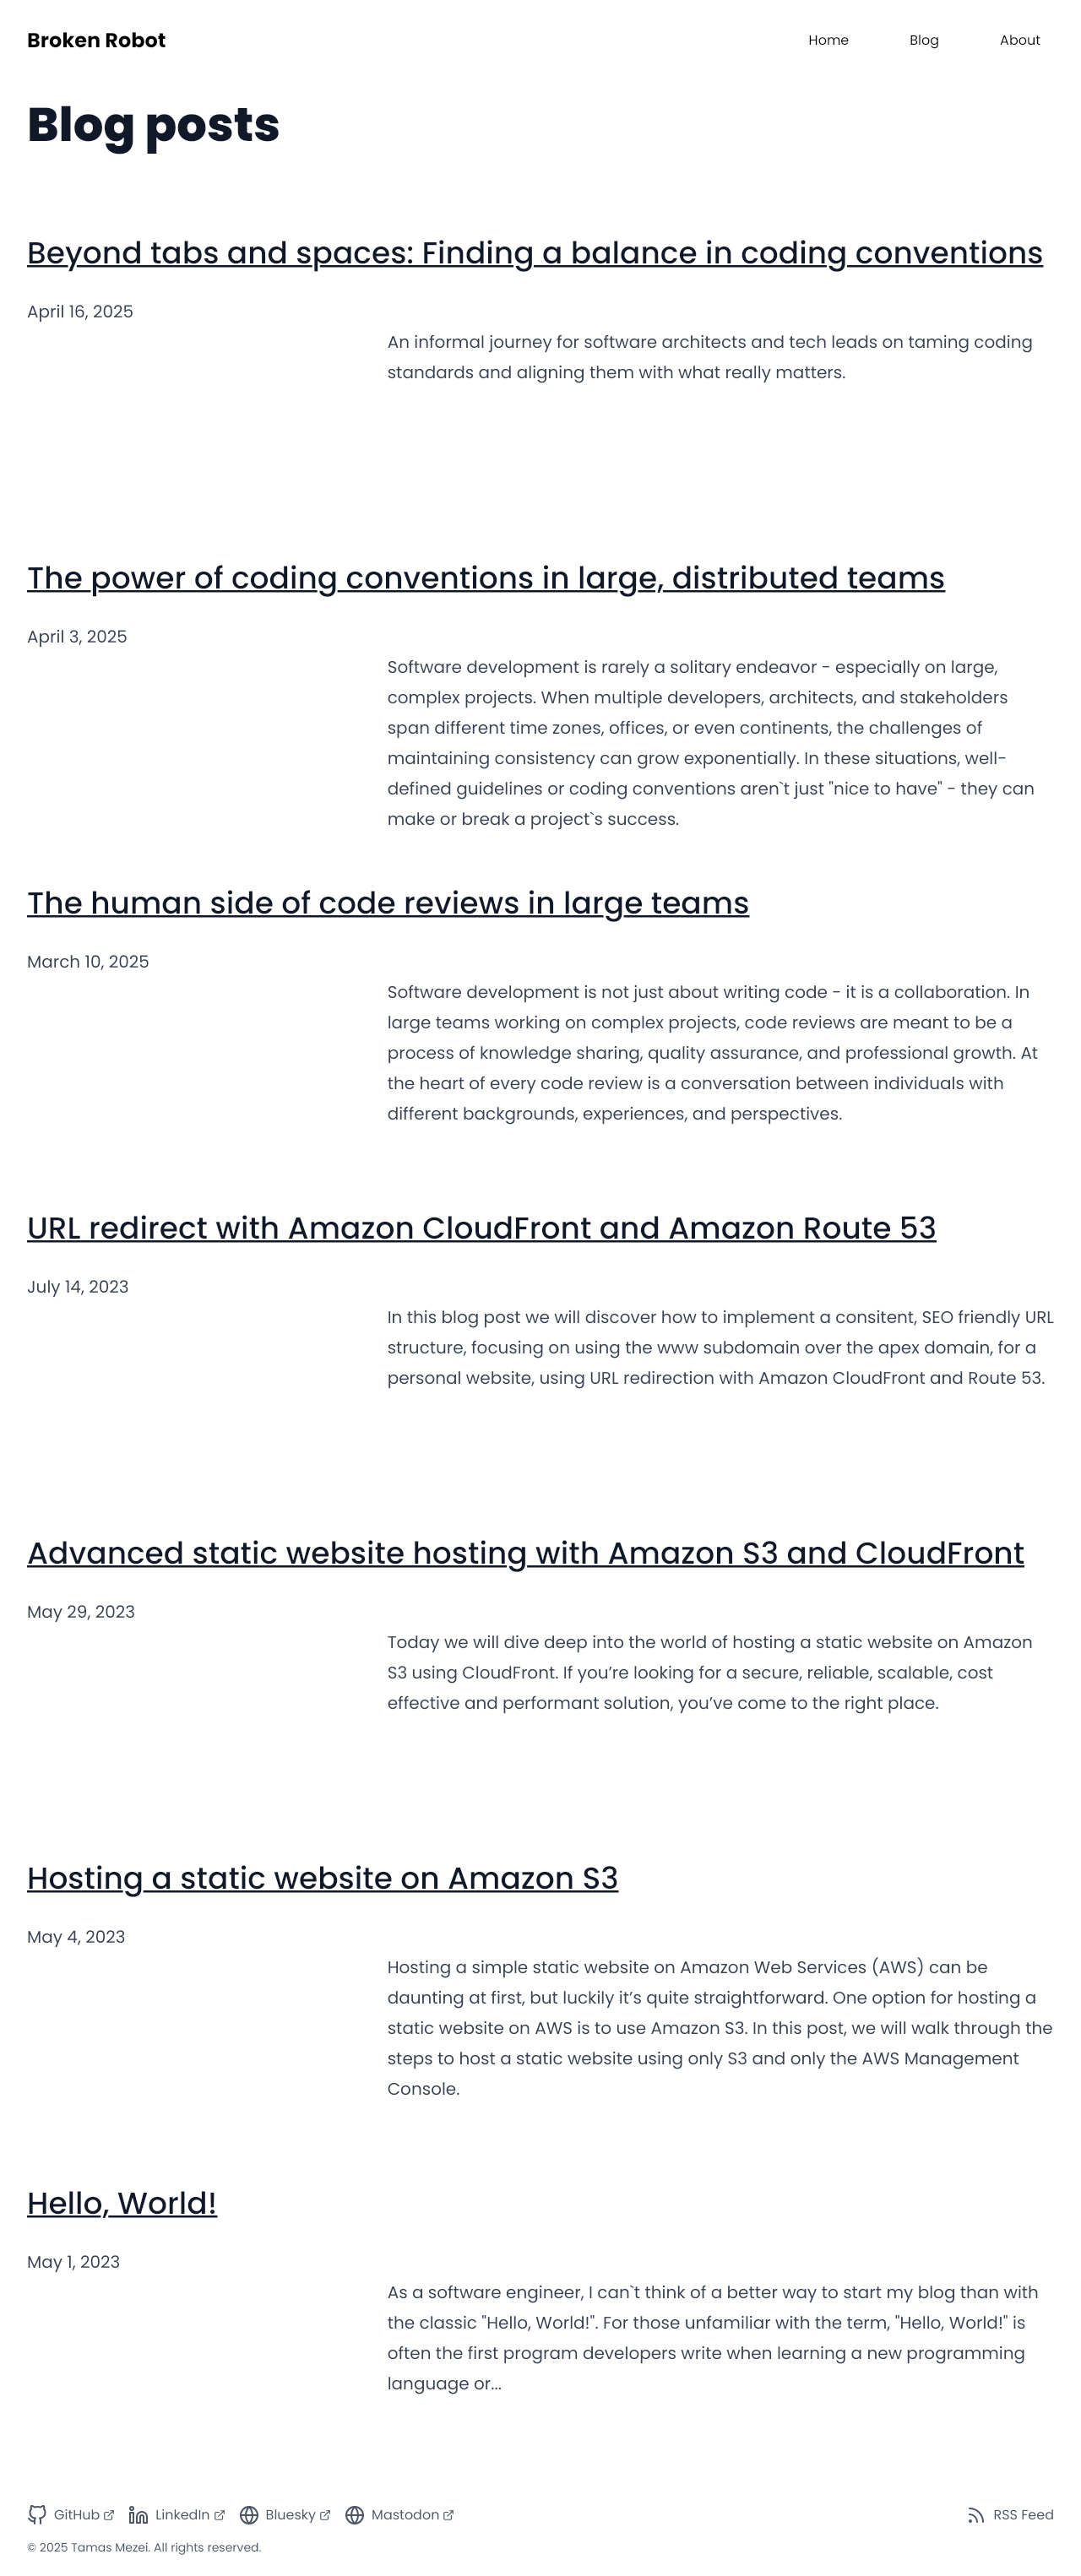 Broken Robot
Home
Blog
About
Blog posts
Beyond tabs and spaces: Finding a balance in coding conventions
April 16, 2025
An informal journey for software architects and tech leads on taming coding
standards and aligning them with what really matters.
The power of coding conventions in large, distributed teams
April 3, 2025
Software development is rarely a solitary endeavor - especially on large,
complex projects. When multiple developers, architects, and stakeholders
span different time zones, offices, or even continents, the challenges of
maintaining consistency can grow exponentially. In these situations, well-
defined guidelines or coding conventions aren`t just "nice to have" - they can
make or break a project`s success.
The human side of code reviews in large teams
March 10, 2025
Software development is not just about writing code - it is a collaboration. In
large teams working on complex projects, code reviews are meant to be a
process of knowledge sharing, quality assurance, and professional growth. At
the heart of every code review is a conversation between individuals with
different backgrounds, experiences, and perspectives.
URL redirect with Amazon CloudFront and Amazon Route 53
July 14, 2023
In this blog post we will discover how to implement a consitent, SEO friendly URL
structure, focusing on using the www subdomain over the apex domain, for a
personal website, using URL redirection with Amazon CloudFront and Route 53.
Advanced static website hosting with Amazon S3 and CloudFront
May 29, 2023
Today we will dive deep into the world of hosting a static website on Amazon
S3 using CloudFront. If you’re looking for a secure, reliable, scalable, cost
effective and performant solution, you’ve come to the right place.
Hosting a static website on Amazon S3
May 4, 2023
Hosting a simple static website on Amazon Web Services (AWS) can be
daunting at first, but luckily it’s quite straightforward. One option for hosting a
static website on AWS is to use Amazon S3. In this post, we will walk through the
steps to host a static website using only S3 and only the AWS Management
Console.
Hello, World!
May 1, 2023
As a software engineer, I can`t think of a better way to start my blog than with
the classic "Hello, World!". For those unfamiliar with the term, "Hello, World!" is
often the first program developers write when learning a new programming
language or...
GitHub
LinkedIn
Bluesky
Mastodon
RSS Feed
© 2025 Tamas Mezei. All rights reserved.